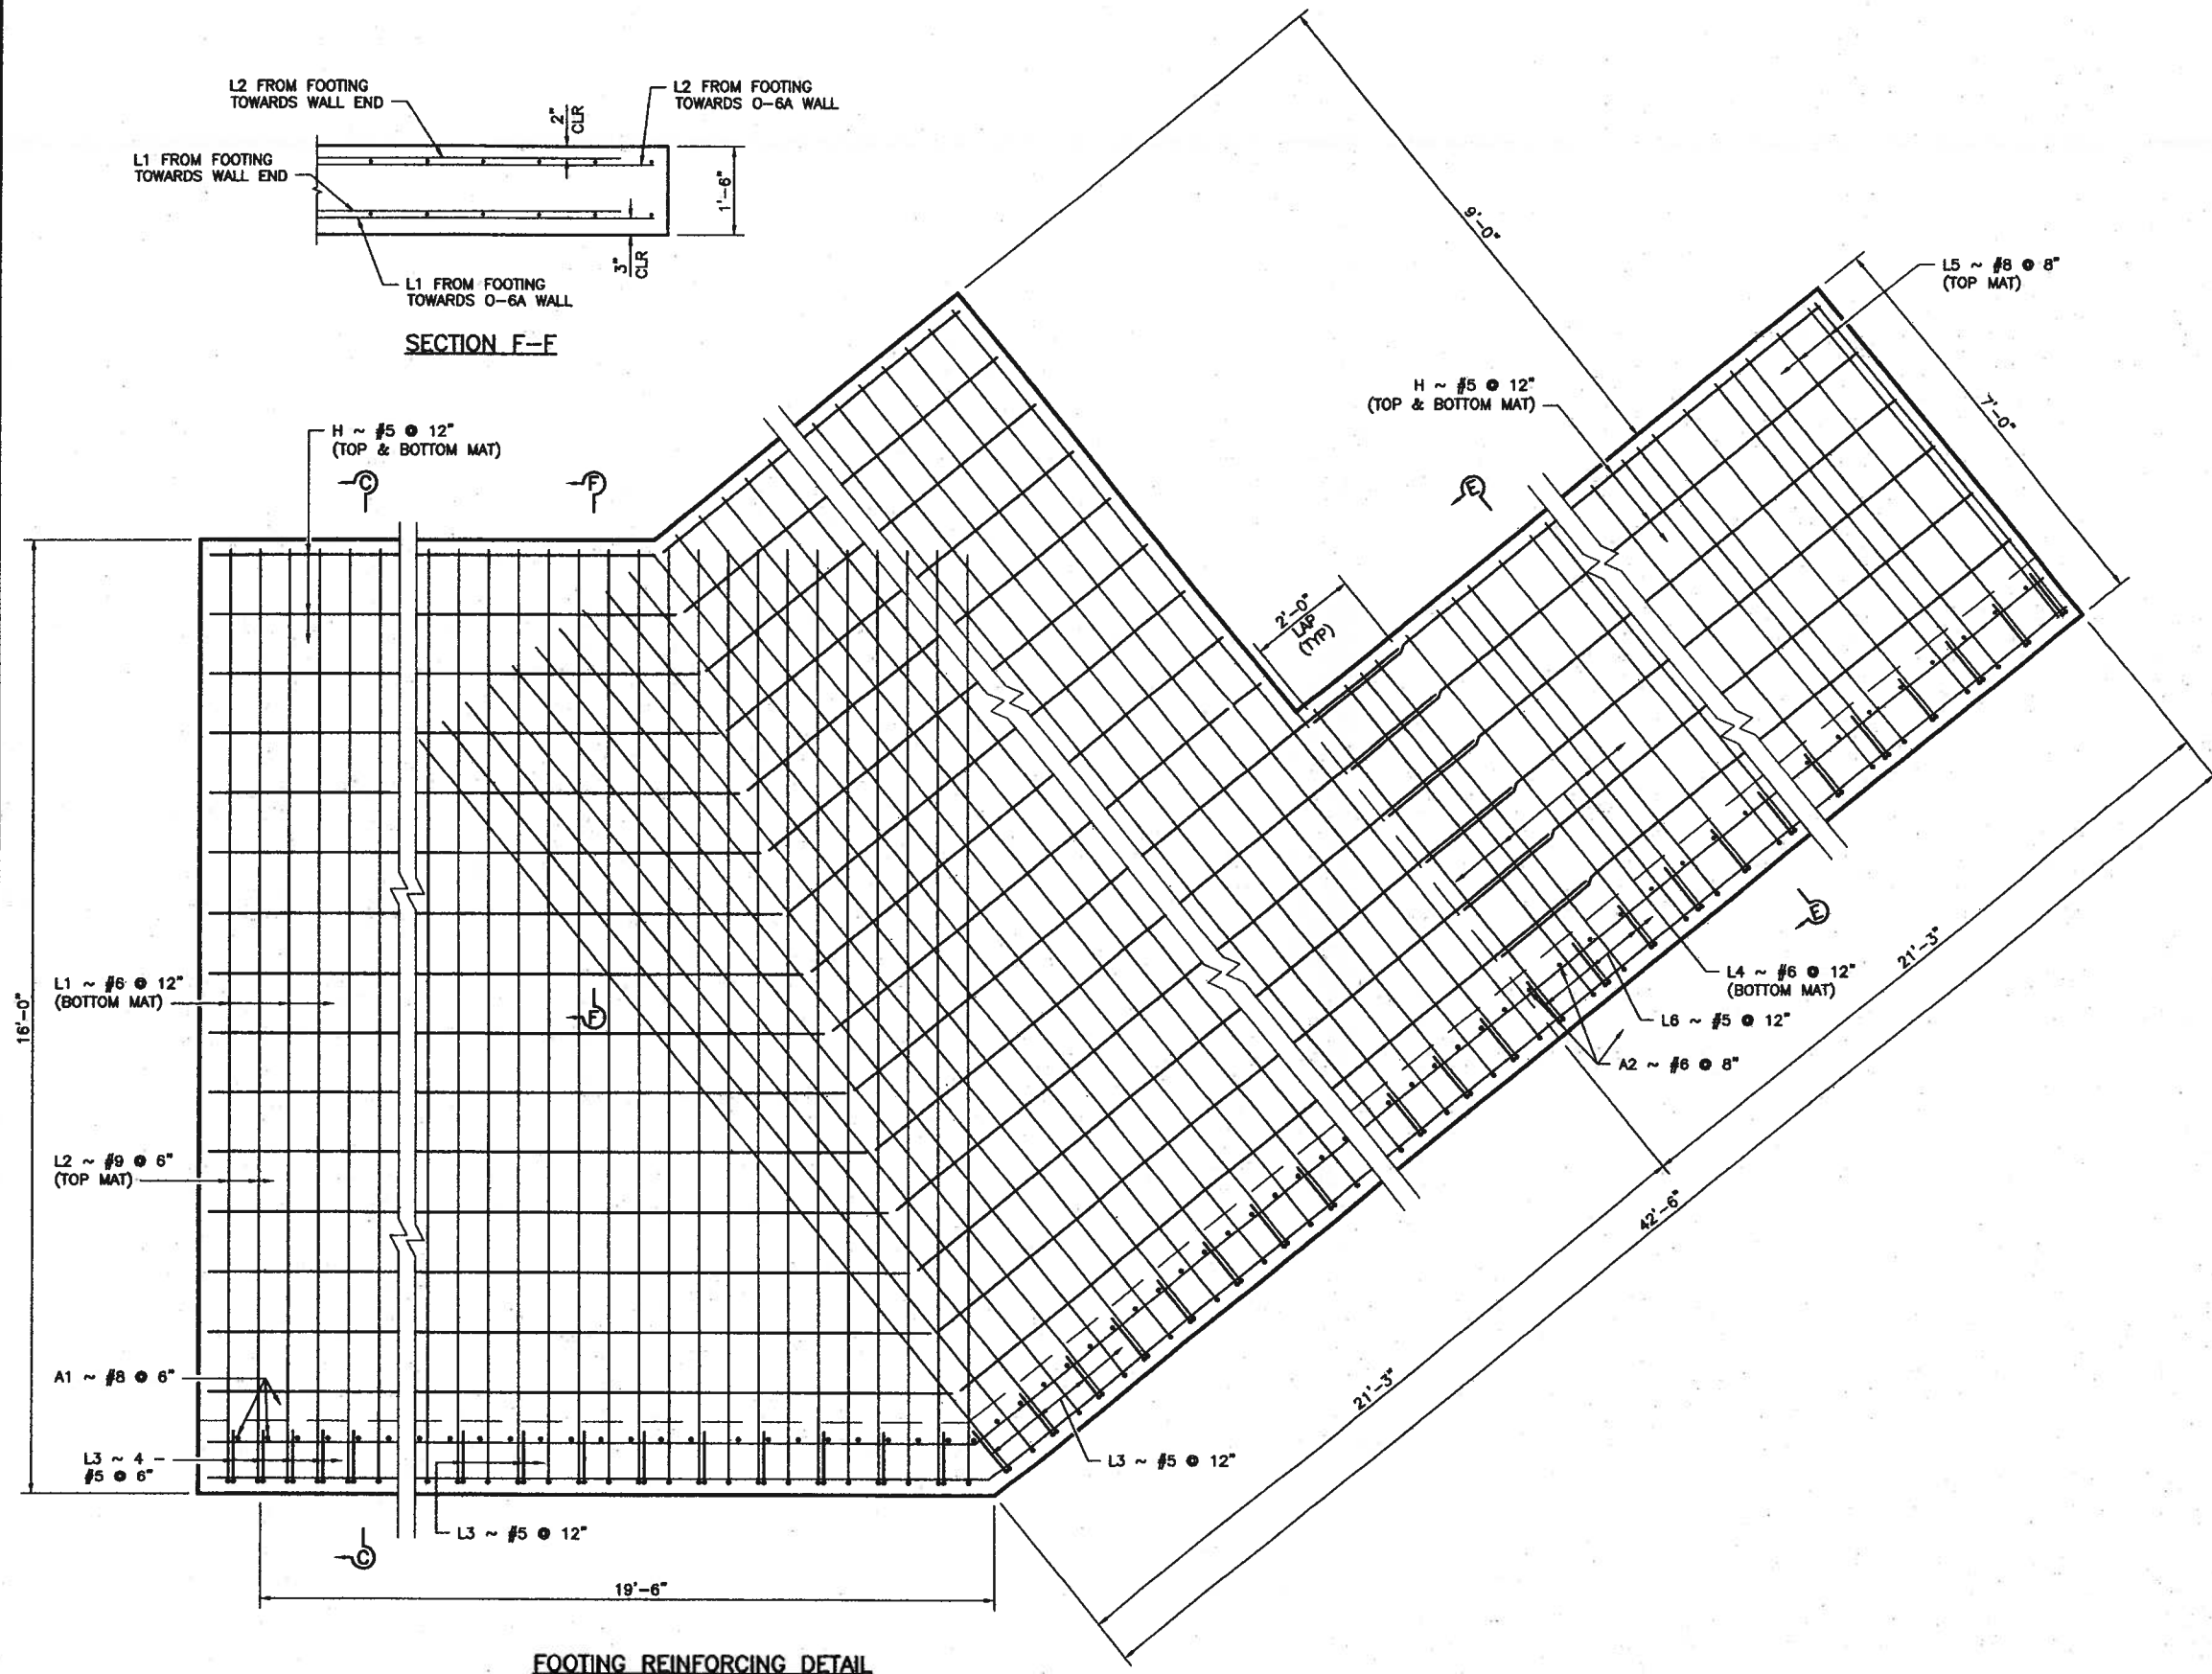 L2 FROM FOOTING
TOWARDS WALL END
L2 FROM FOOTING
TOWARDS O-6A WALL
2"
CLR
L1 FROM FOOTING
TOWARDS WALL END
1'-6"
3"
CLR
L1 FROM FOOTING
TOWARDS O-6A WALL
SECTION F-F
9'-0"
L5 ~ #8 @ 8"
(TOP MAT)
H ~ #5 @ 12"
(TOP & BOTTOM MAT)
7'-0"
H ~ #5 @ 12"
(TOP & BOTTOM MAT)
C
F
E
2'-0"
LAP
(TYP)
16'-0"
L1 ~ #6 @ 12"
(BOTTOM MAT)
F
E
L4 ~ #6 @ 12"
(BOTTOM MAT)
21'-3"
L6 ~ #5 @ 12"
A2 ~ #6 @ 8"
L2 ~ #9 @ 6"
(TOP MAT)
42'-6"
21'-3"
A1 ~ #8 @ 6"
L3 ~ 4 -
#5 @ 6"
L3 ~ #5 @ 12"
L3 ~ #5 @ 12"
C
19'-6"
FOOTING REINFORCING DETAIL